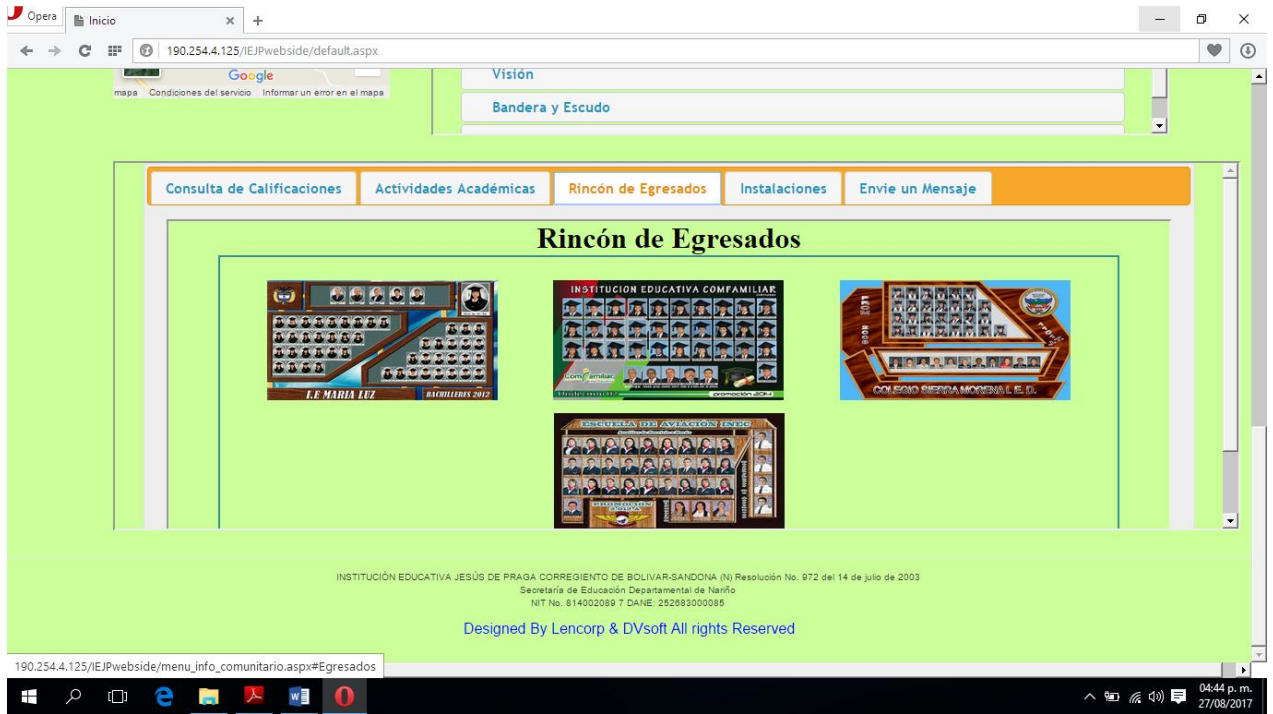 Opera
Inicio
190.254.4.125/IEJPwebside/default.aspx
Google
mapa Condiciones del servicio Informar un error en el mapa
Visión
Bandera y Escudo
Consulta de Calificaciones
Actividades Académicas
Rincón de Egresados
Instalaciones
Envie un Mensaje
Rincón de Egresados
I.E MARIA LUZ
BACHILLERES 2012
INSTITUCION EDUCATIVA COMFAMILIAR
Comfamiliar
promoción 2014
COLEGIO SIERRA MORENA I. E. D.
ESCUELA DE AVIACIÓN INEC
PROMOCION
INSTITUCIÓN EDUCATIVA JESÚS DE PRAGA CORREGIENTO DE BOLIVAR-SANDONA (N) Resolución No. 972 del 14 de julio de 2003
Secretaría de Educación Departamental de Nariño
NIT No. 814002089 7 DANE: 252683000085
Designed By Lencorp & DVsoft All rights Reserved
190.254.4.125/IEJPwebside/menu_info_comunitario.aspx#Egresados
04:44 p. m.
27/08/2017